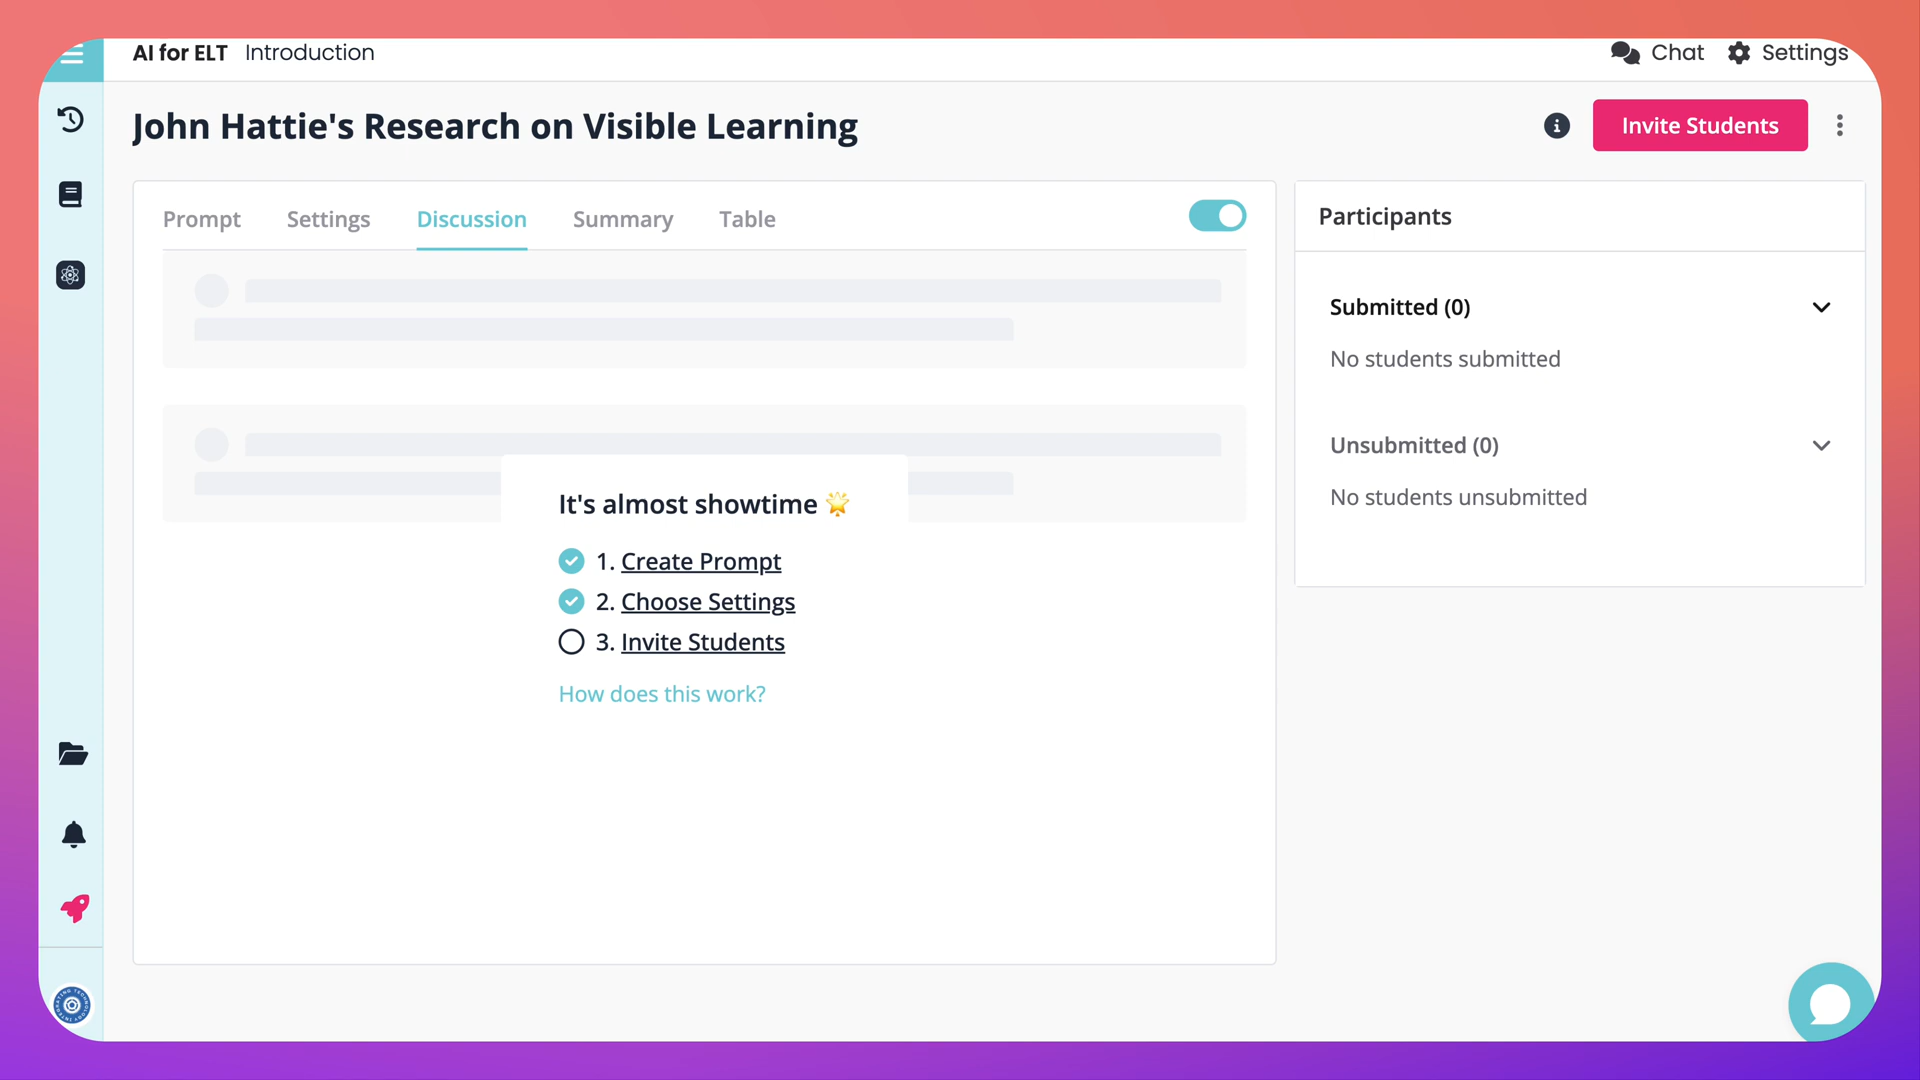 AI for ELT Introduction
Chat Settings
John Hattie's Research on Visible Learning
Invite Students
Prompt Settings Discussion Summary Table
It's almost showtime 🌟
1. Create Prompt
2. Choose Settings
3. Invite Students
How does this work?
Participants
Submitted (0)
No students submitted
Unsubmitted (0)
No students unsubmitted